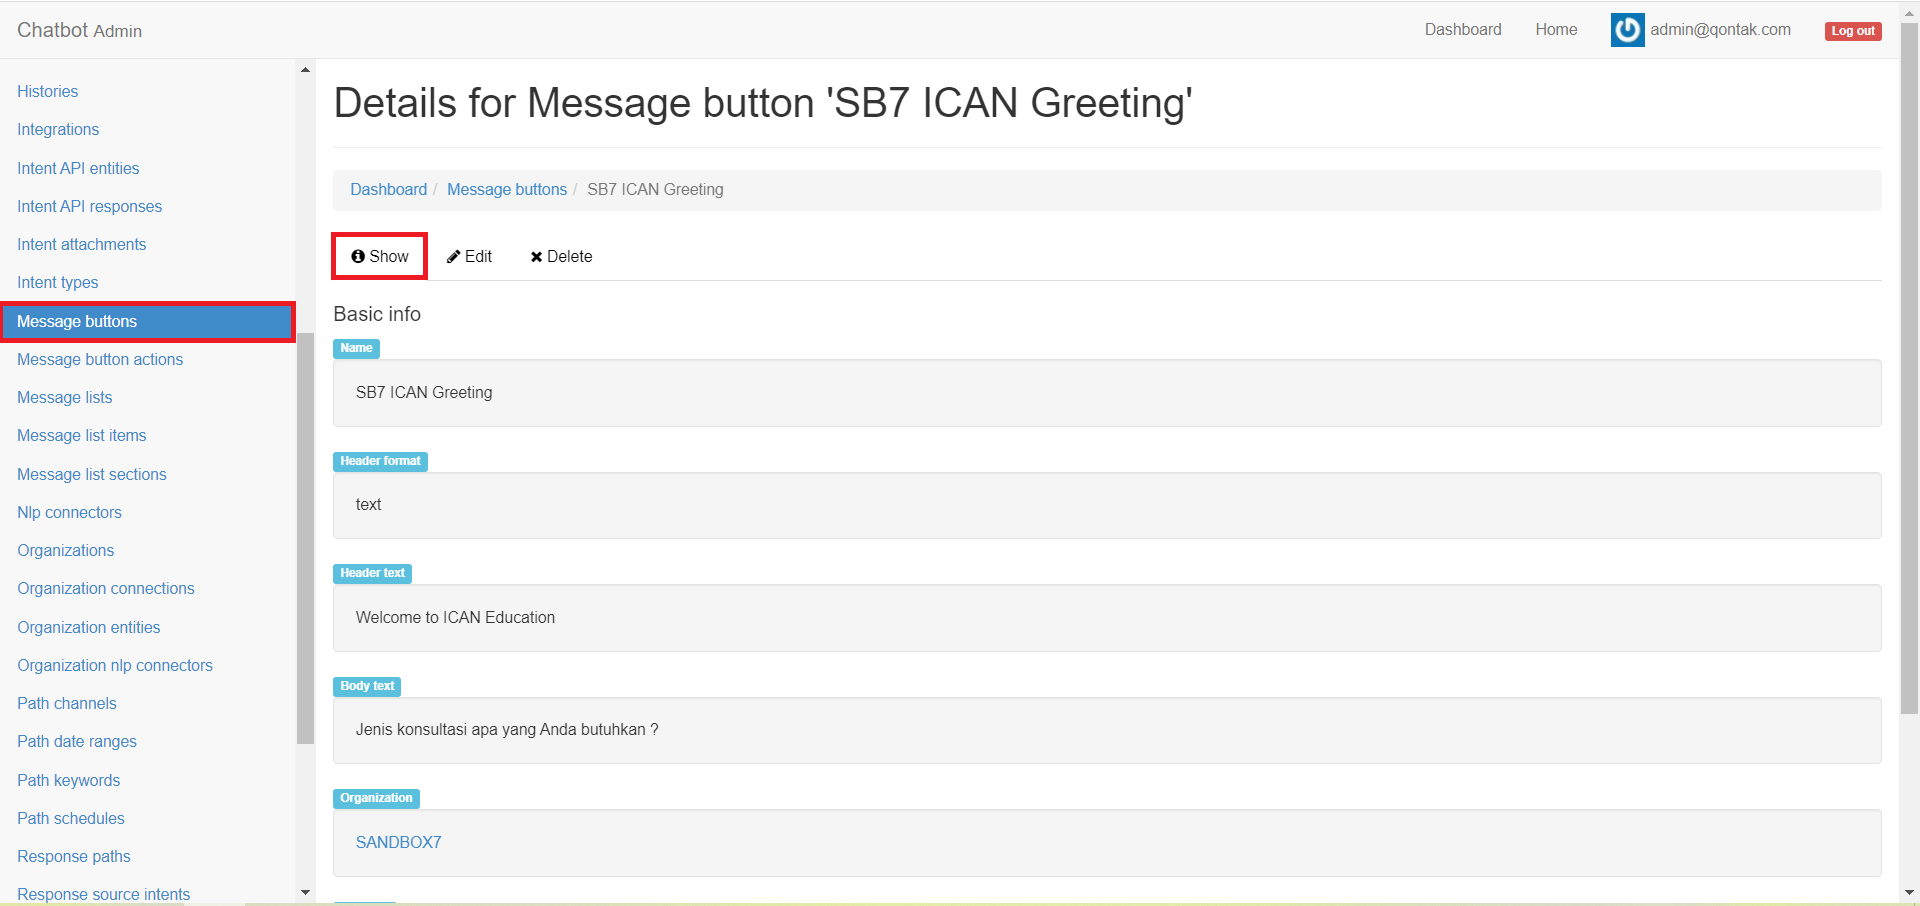 Chatbot Admin
Dashboard
Home
admin@qontak.com
Log out
Histories
Integrations
Intent API entities
Intent API responses
Intent attachments
Intent types
Message buttons
Message button actions
Message lists
Message list items
Message list sections
Nlp connectors
Organizations
Organization connections
Organization entities
Organization nlp connectors
Path channels
Path date ranges
Path keywords
Path schedules
Response paths
Response source intents
Details for Message button 'SB7 ICAN Greeting'
Dashboard / Message buttons / SB7 ICAN Greeting
Show
Edit
Delete
Basic info
Name
SB7 ICAN Greeting
Header format
text
Header text
Welcome to ICAN Education
Body text
Jenis konsultasi apa yang Anda butuhkan ?
Organization
SANDBOX7